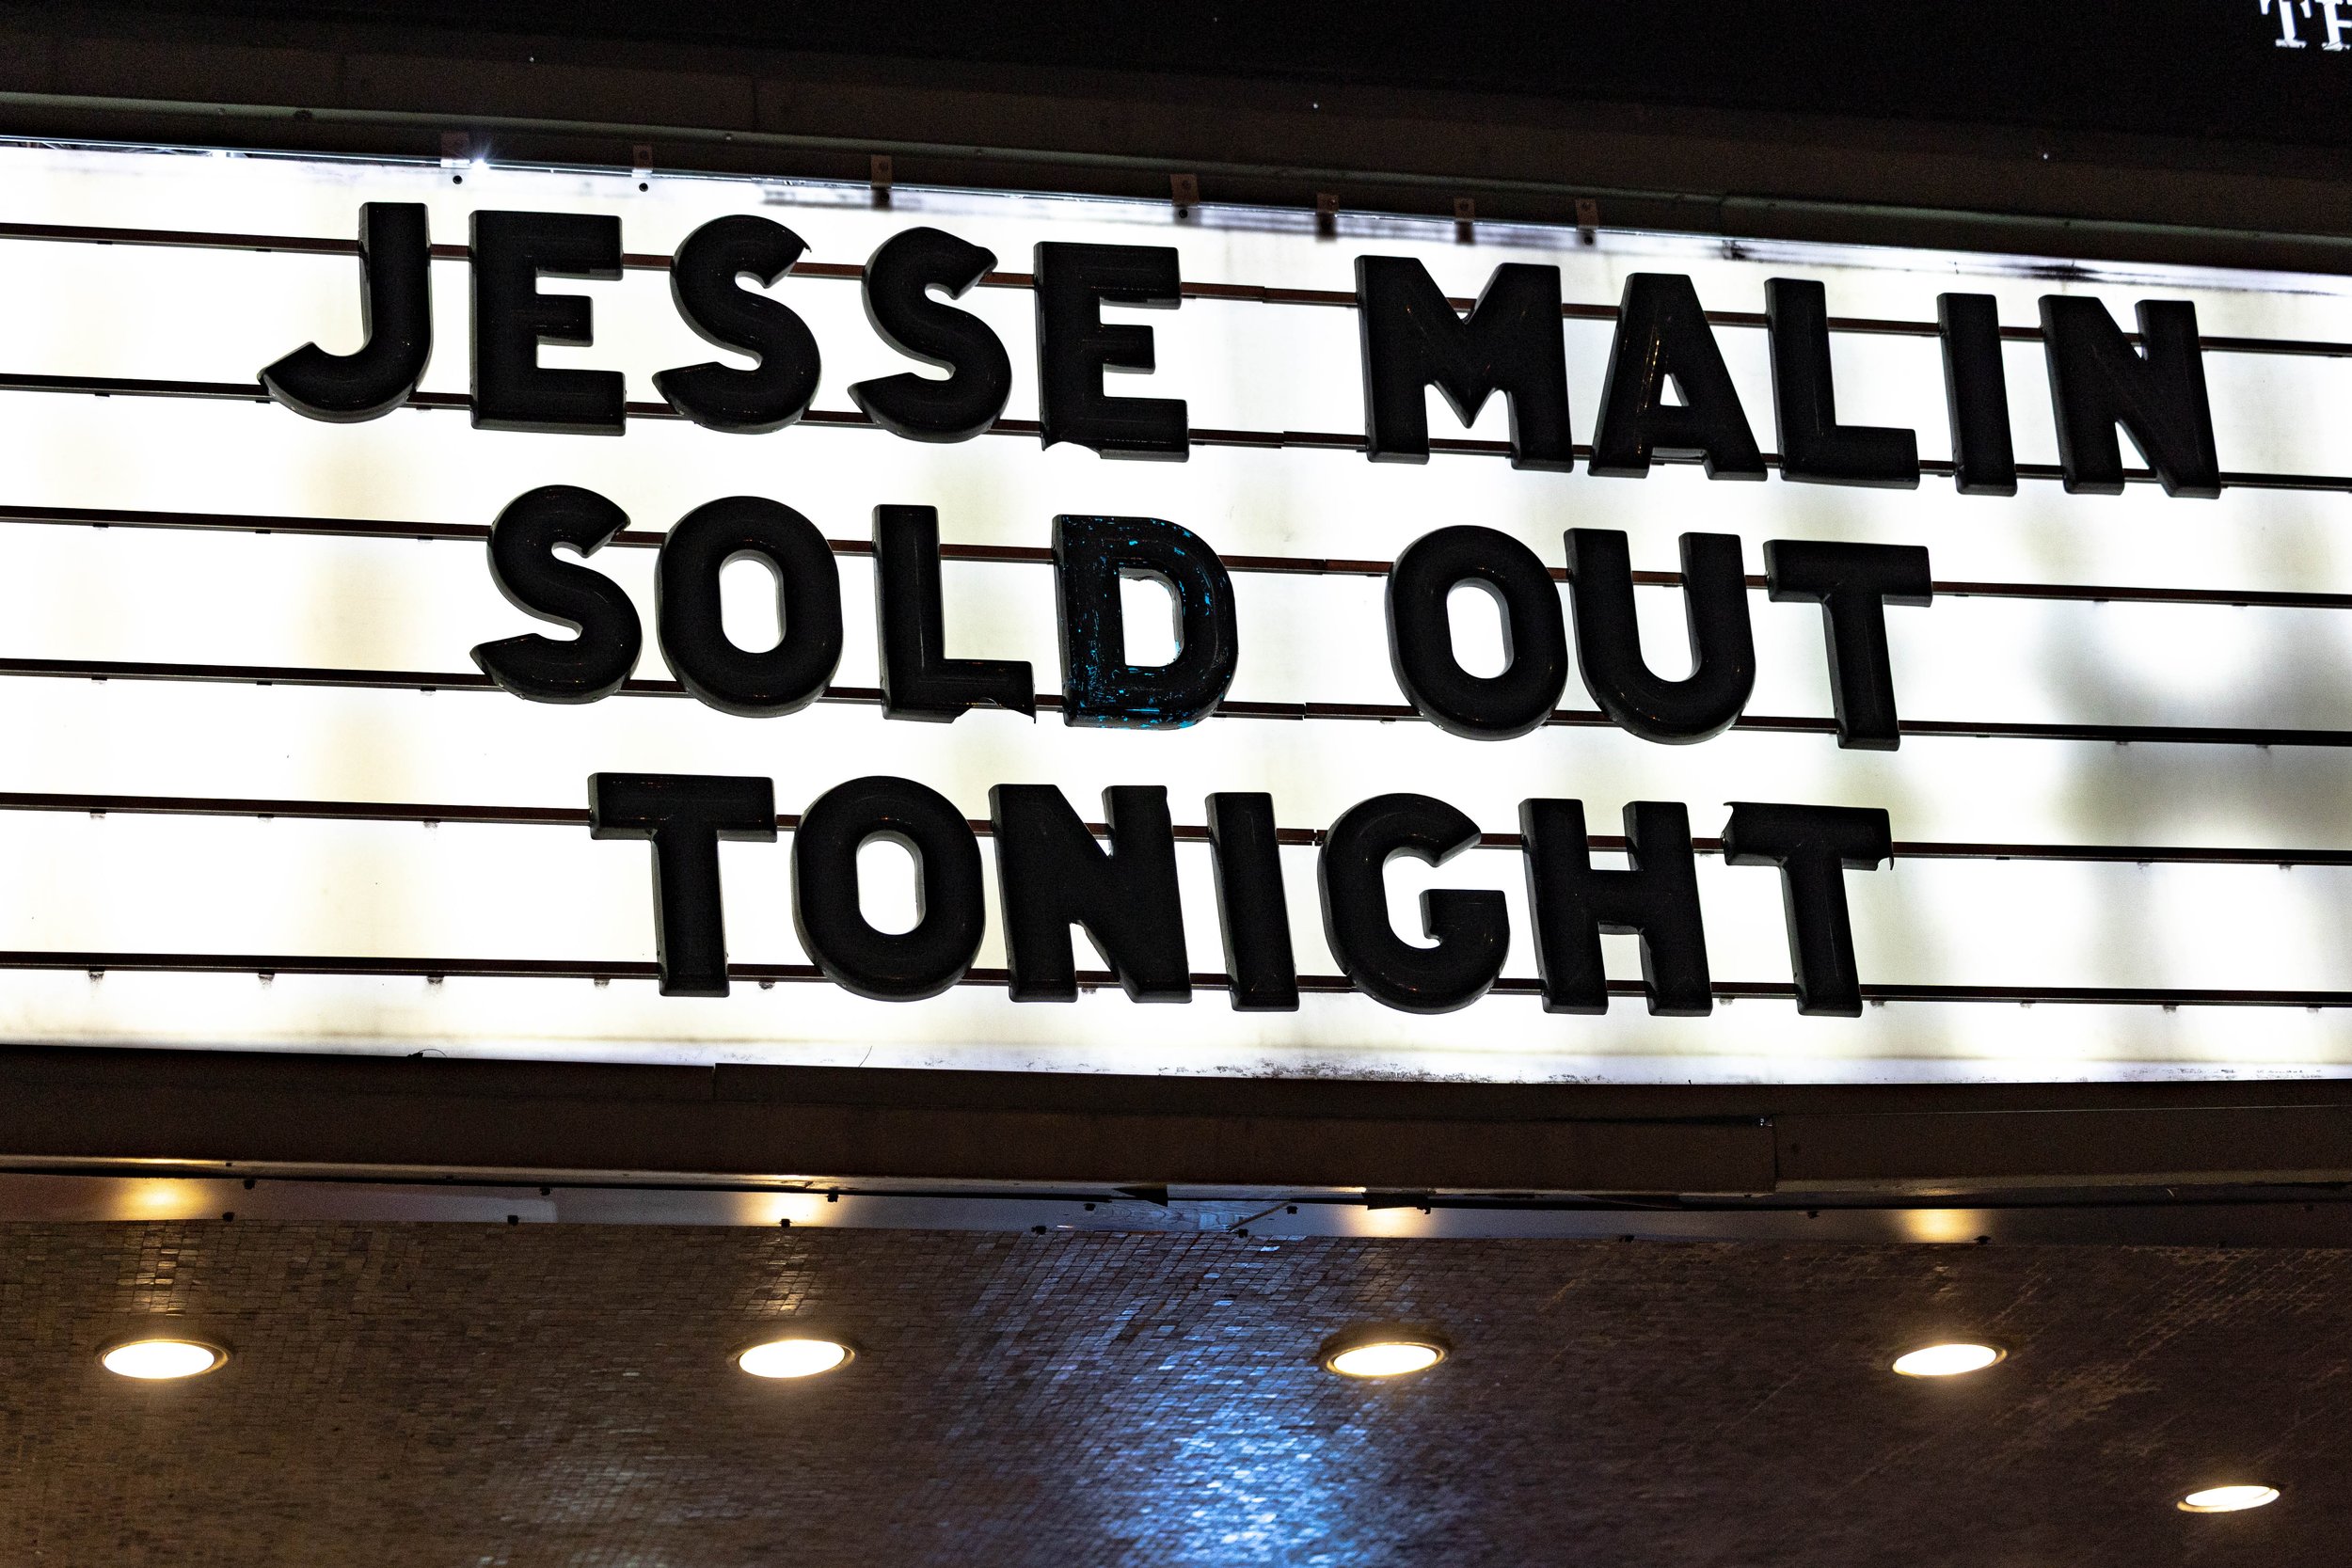 JESSE MALIN
SOLD OUT
TONIGHT